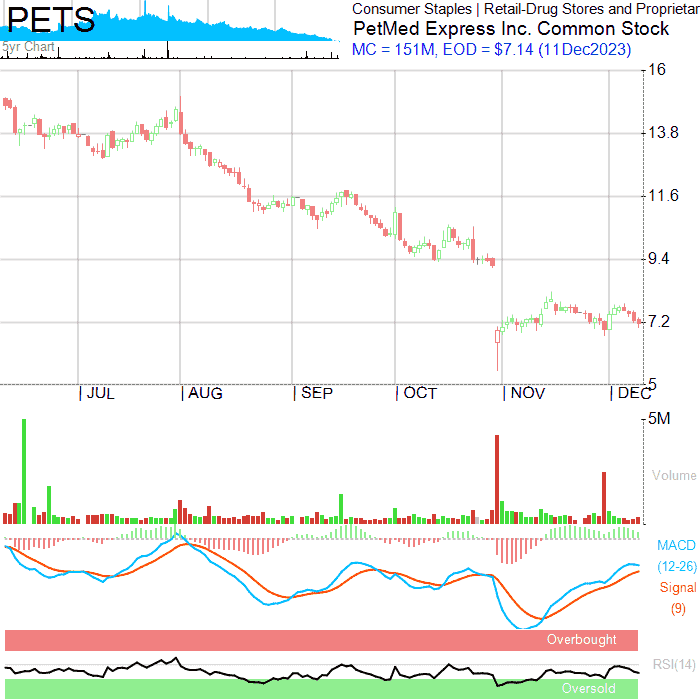 PETS
5yr Chart
Consumer Staples | Retail-Drug Stores and Proprietar
PetMed Express Inc. Common Stock
MC = 151M, EOD = $7.14 (11Dec2023)
16
13.8
11.6
9.4
7.2
5
| JUL | AUG | SEP | OCT | NOV | DEC
5M
Volume
MACD
(12-26)
Signal
(9)
Overbought
RSI(14)
Oversold